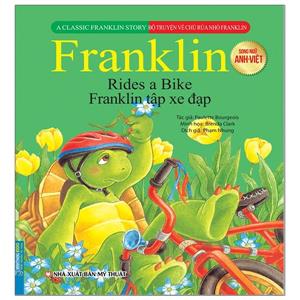 A CLASSIC FRANKLIN STORY BỘ TRUYỆN VỀ CHÚ RÙA NHỎ FRANKLIN
Franklin
SONG NGỮ
ANH-VIỆT
Rides a Bike
Franklin tập xe đạp
Tác giả: Paulette Bourgeois
Minh họa: Brenda Clark
Dịch giả: Phạm Nhung
NHÀ XUẤT BẢN MỸ THUẬT